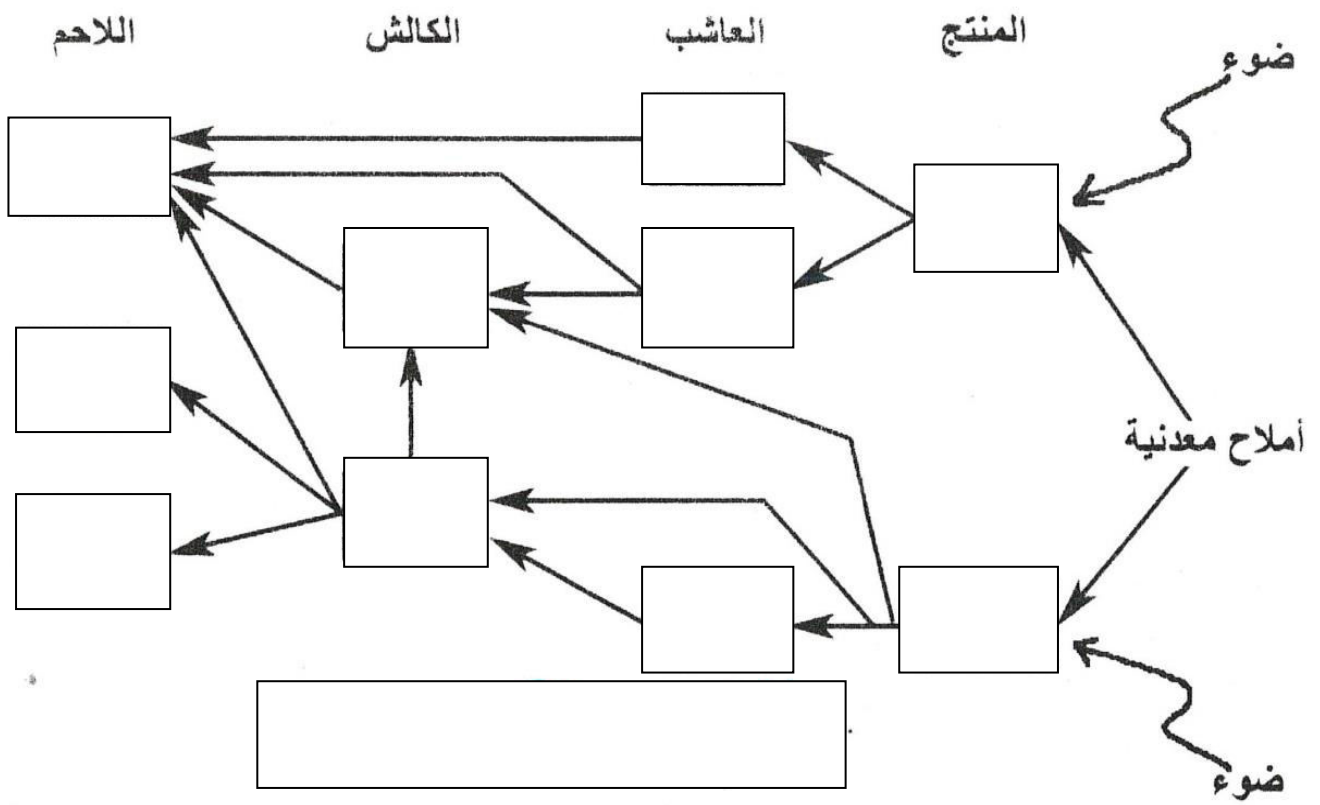 المنتج العاشب الكالش اللاحم
ضوء
أملاح معدنية
ضوء